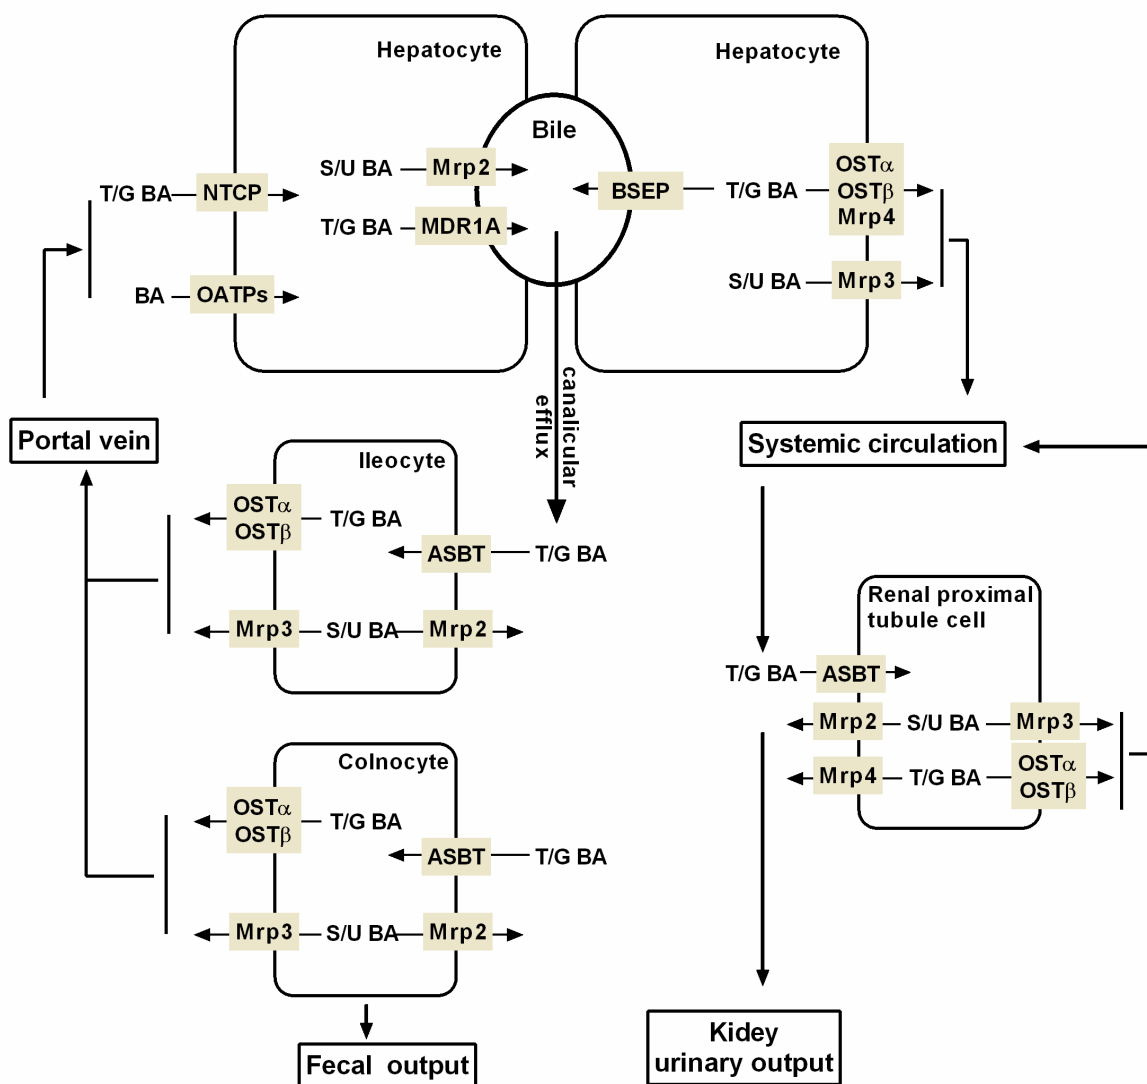 Hepatocyte
Hepatocyte
Bile
S/U BA
Mrp2
T/G BA
NTCP
T/G BA
MDR1A
BA
OATPs
BSEP
T/G BA
OSTα
OSTβ
Mrp4
S/U BA
Mrp3
canalicular
efflux
Portal vein
Systemic circulation
Ileocyte
OSTα
OSTβ
T/G BA
ASBT
T/G BA
Mrp3
S/U BA
Mrp2
Renal proximal
tubule cell
T/G BA
ASBT
Mrp2
S/U BA
Mrp3
Mrp4
T/G BA
OSTα
OSTβ
Colnocyte
OSTα
OSTβ
T/G BA
ASBT
T/G BA
Mrp3
S/U BA
Mrp2
Fecal output
Kidey
urinary output